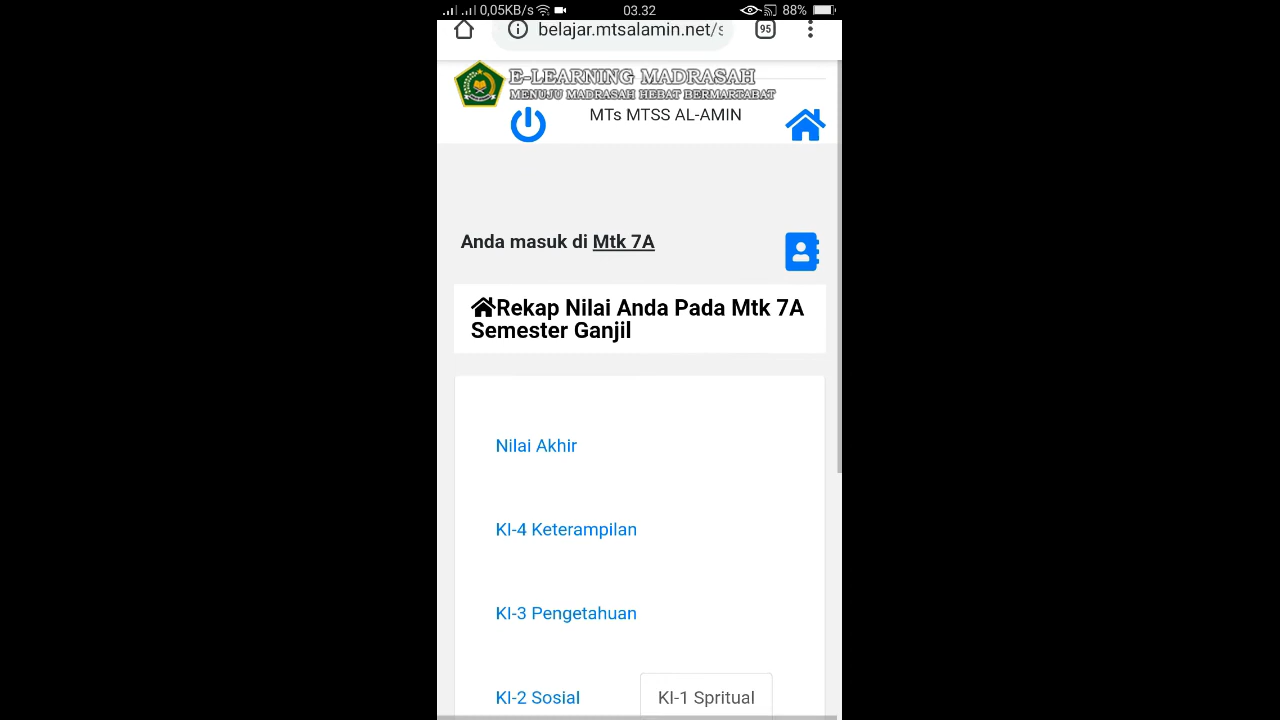 0,05KB/s 03.32 88%
belajar.mtsalamin.net/s 95
E-LEARNING MADRASAH
MENUJU MADRASAH HEBAT BERMARTABAT
MTs MTSS AL-AMIN
Anda masuk di Mtk 7A
Rekap Nilai Anda Pada Mtk 7A
Semester Ganjil
Nilai Akhir
KI-4 Keterampilan
KI-3 Pengetahuan
KI-2 Sosial KI-1 Spritual